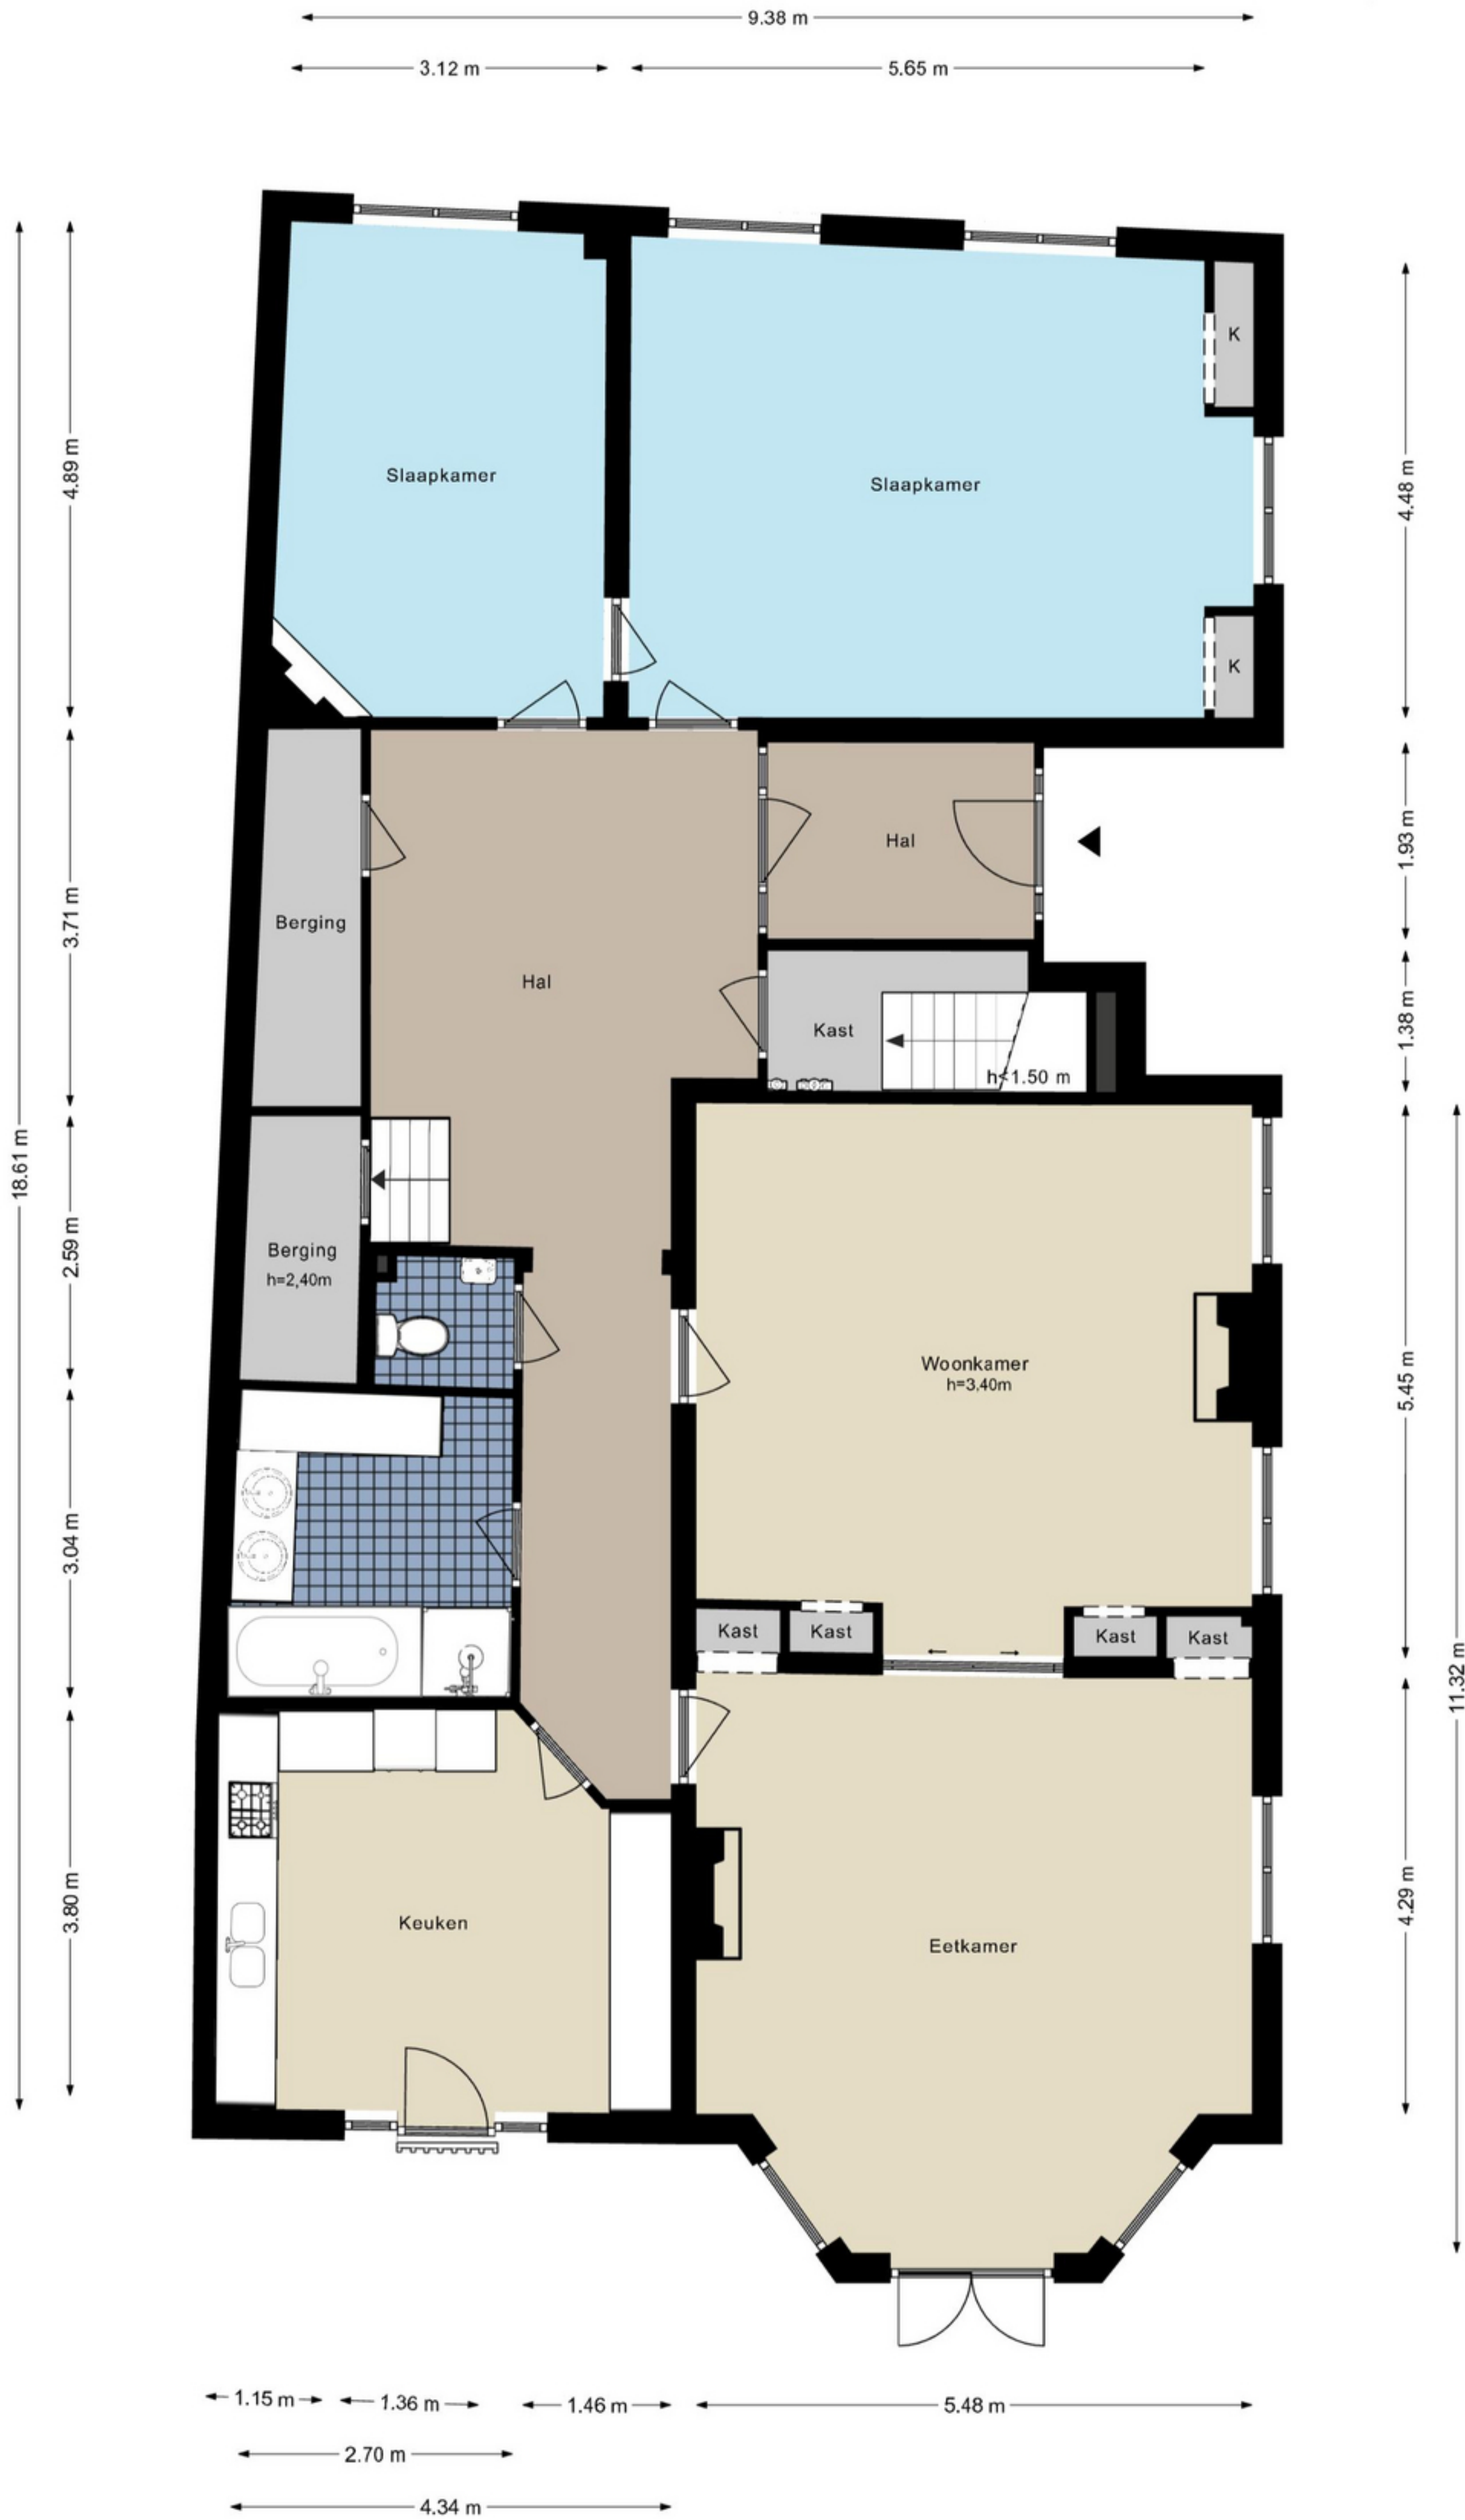 9.38 m
3.12 m
5.65 m
K
4.89 m
Slaapkamer
Slaapkamer
4.48 m
K
Hal
1.93 m
3.71 m
Berging
Hal
Kast
1.38 m
h<1.50 m
18.61 m
2.59 m
Berging
h=2,40m
Woonkamer
h=3.40m
5.45 m
3.04 m
Kast
Kast
Kast
Kast
11.32 m
3.80 m
Keuken
Eetkamer
4.29 m
1.15 m
1.36 m
1.46 m
5.48 m
2.70 m
4.34 m